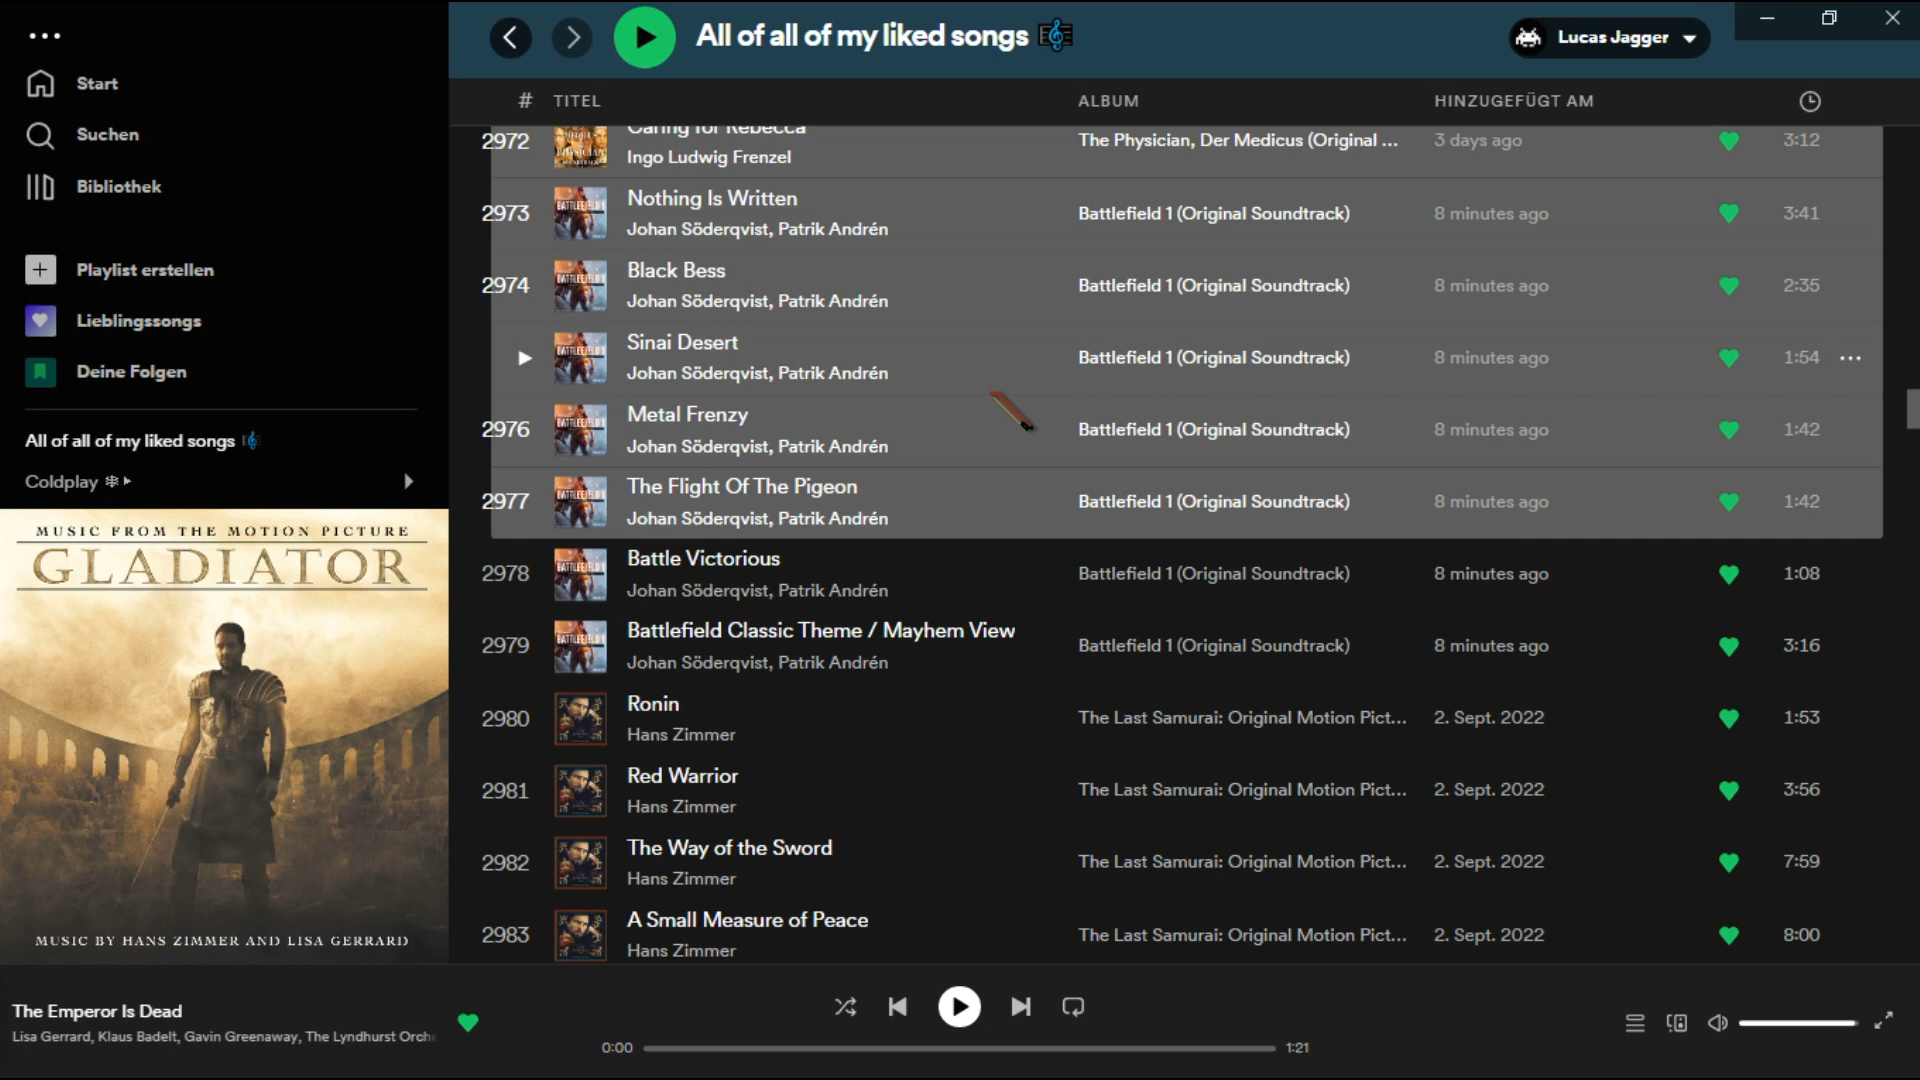 Start
Suchen
Bibliothek
Playlist erstellen
Lieblingssongs
Deine Folgen
All of all of my liked songs
Coldplay
MUSIC FROM THE MOTION PICTURE
GLADIATOR
MUSIC BY HANS ZIMMER AND LISA GERRARD
All of all of my liked songs
Lucas Jagger
# TITEL ALBUM HINZUGEFÜGT AM
2972 Caring for Rebecca The Physician, Der Medicus (Original ... 3 days ago 3:12
Ingo Ludwig Frenzel
2973 Nothing Is Written Battlefield 1 (Original Soundtrack) 8 minutes ago 3:41
Johan Söderqvist, Patrik Andrén
2974 Black Bess Battlefield 1 (Original Soundtrack) 8 minutes ago 2:35
Johan Söderqvist, Patrik Andrén
Sinai Desert Battlefield 1 (Original Soundtrack) 8 minutes ago 1:54
Johan Söderqvist, Patrik Andrén
2976 Metal Frenzy Battlefield 1 (Original Soundtrack) 8 minutes ago 1:42
Johan Söderqvist, Patrik Andrén
2977 The Flight Of The Pigeon Battlefield 1 (Original Soundtrack) 8 minutes ago 1:42
Johan Söderqvist, Patrik Andrén
2978 Battle Victorious Battlefield 1 (Original Soundtrack) 8 minutes ago 1:08
Johan Söderqvist, Patrik Andrén
2979 Battlefield Classic Theme / Mayhem View Battlefield 1 (Original Soundtrack) 8 minutes ago 3:16
Johan Söderqvist, Patrik Andrén
2980 Ronin The Last Samurai: Original Motion Pict... 2. Sept. 2022 1:53
Hans Zimmer
2981 Red Warrior The Last Samurai: Original Motion Pict... 2. Sept. 2022 3:56
Hans Zimmer
2982 The Way of the Sword The Last Samurai: Original Motion Pict... 2. Sept. 2022 7:59
Hans Zimmer
2983 A Small Measure of Peace The Last Samurai: Original Motion Pict... 2. Sept. 2022 8:00
Hans Zimmer
The Emperor Is Dead
Lisa Gerrard, Klaus Badelt, Gavin Greenaway, The Lyndhurst Orche
0:00 1:21